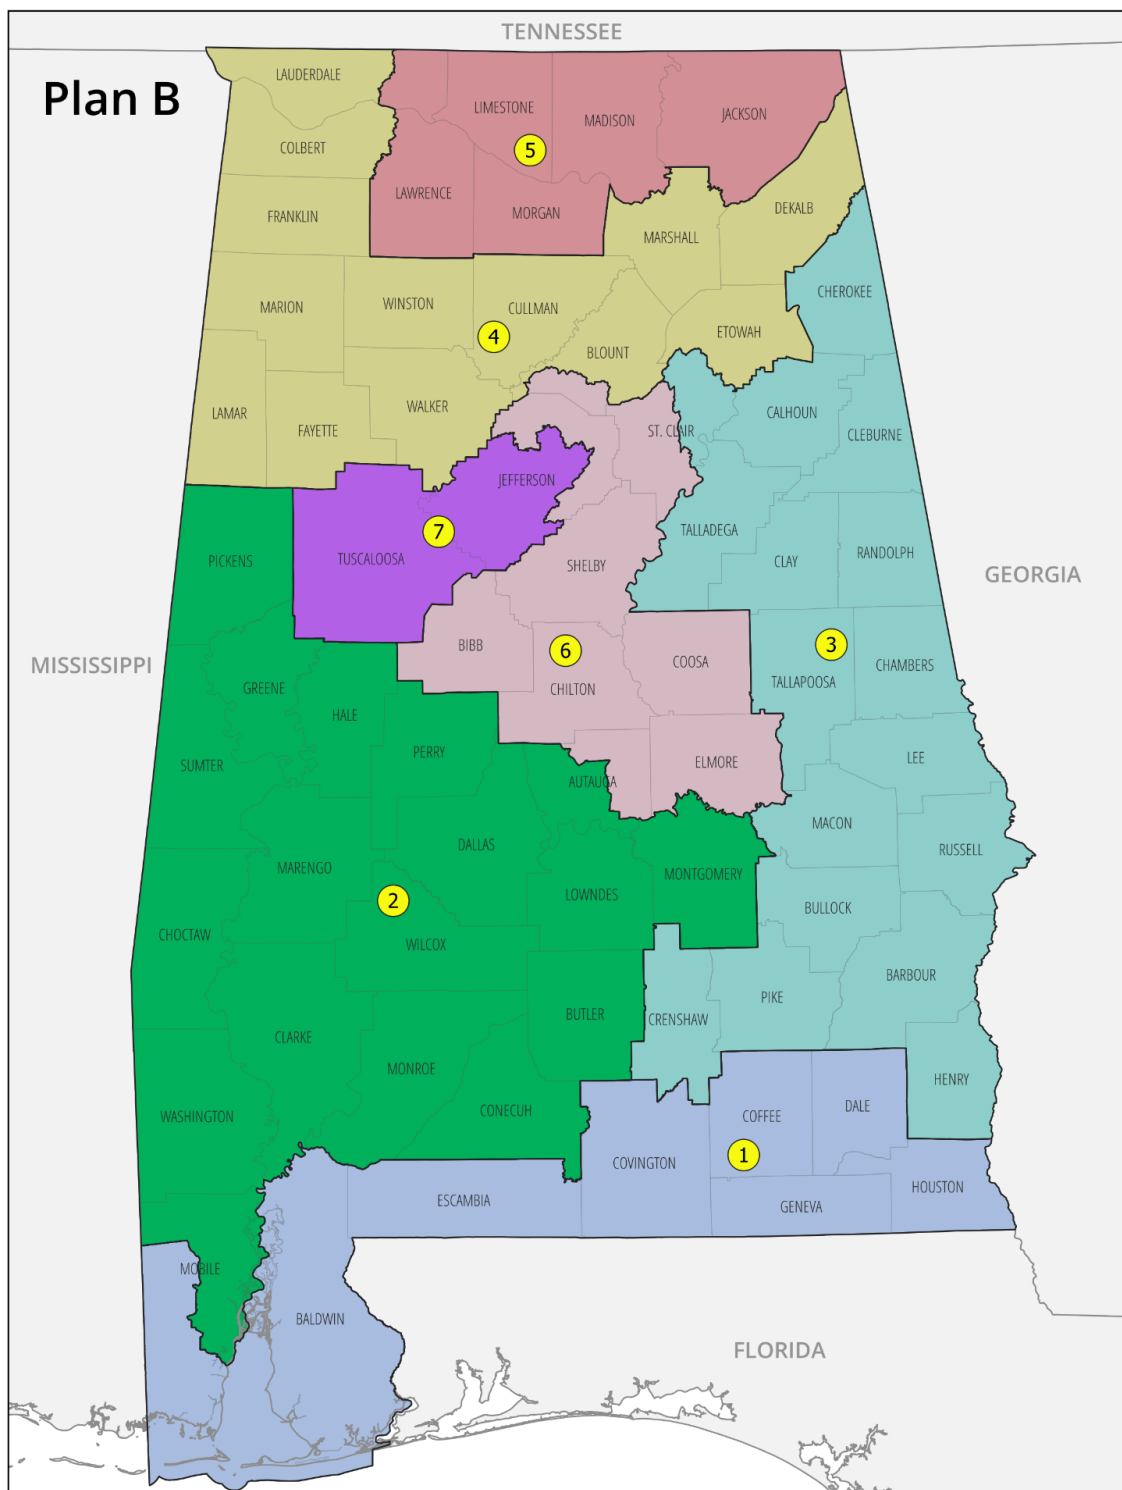 TENNESSEE
Plan B
LAUDERDALE
LIMESTONE
MADISON
JACKSON
COLBERT
5
LAWRENCE
MORGAN
FRANKLIN
DEKALB
MARSHALL
CHEROKEE
MARION
WINSTON
CULLMAN
4
ETOWAH
BLOUNT
LAMAR
FAYETTE
WALKER
ST. CLAIR
CALHOUN
CLEBURNE
JEFFERSON
7
TUSCALOOSA
TALLADEGA
PICKENS
SHELBY
CLAY
RANDOLPH
GEORGIA
MISSISSIPPI
BIBB
6
COOSA
3
CHAMBERS
GREENE
CHILTON
TALLAPOOSA
HALE
PERRY
SUMTER
AUTAUGA
ELMORE
LEE
DALLAS
MACON
RUSSELL
MARENGO
LOWNDES
MONTGOMERY
2
BULLOCK
CHOCTAW
WILCOX
BARBOUR
PIKE
BUTLER
CRENSHAW
CLARKE
MONROE
HENRY
CONECUH
WASHINGTON
COFFEE
DALE
1
COVINGTON
ESCAMBIA
HOUSTON
GENEVA
MOBILE
BALDWIN
FLORIDA